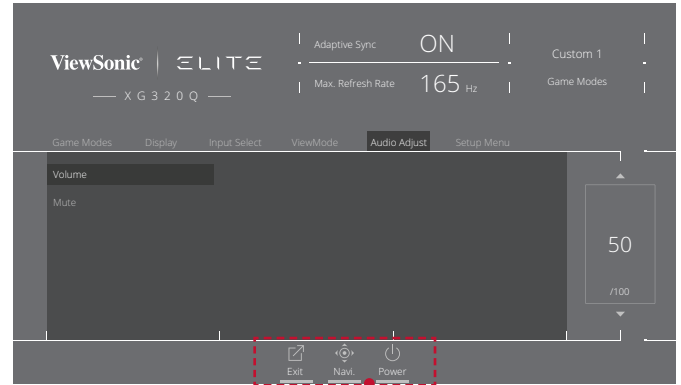 ViewSonic® ELITE
XG320Q
Adaptive Sync ON
Max. Refresh Rate 165 Hz
Custom 1
Game Modes
Game Modes Display Input Select ViewMode Audio Adjust Setup Menu
Volume
Mute
50
/100
Exit Navi. Power